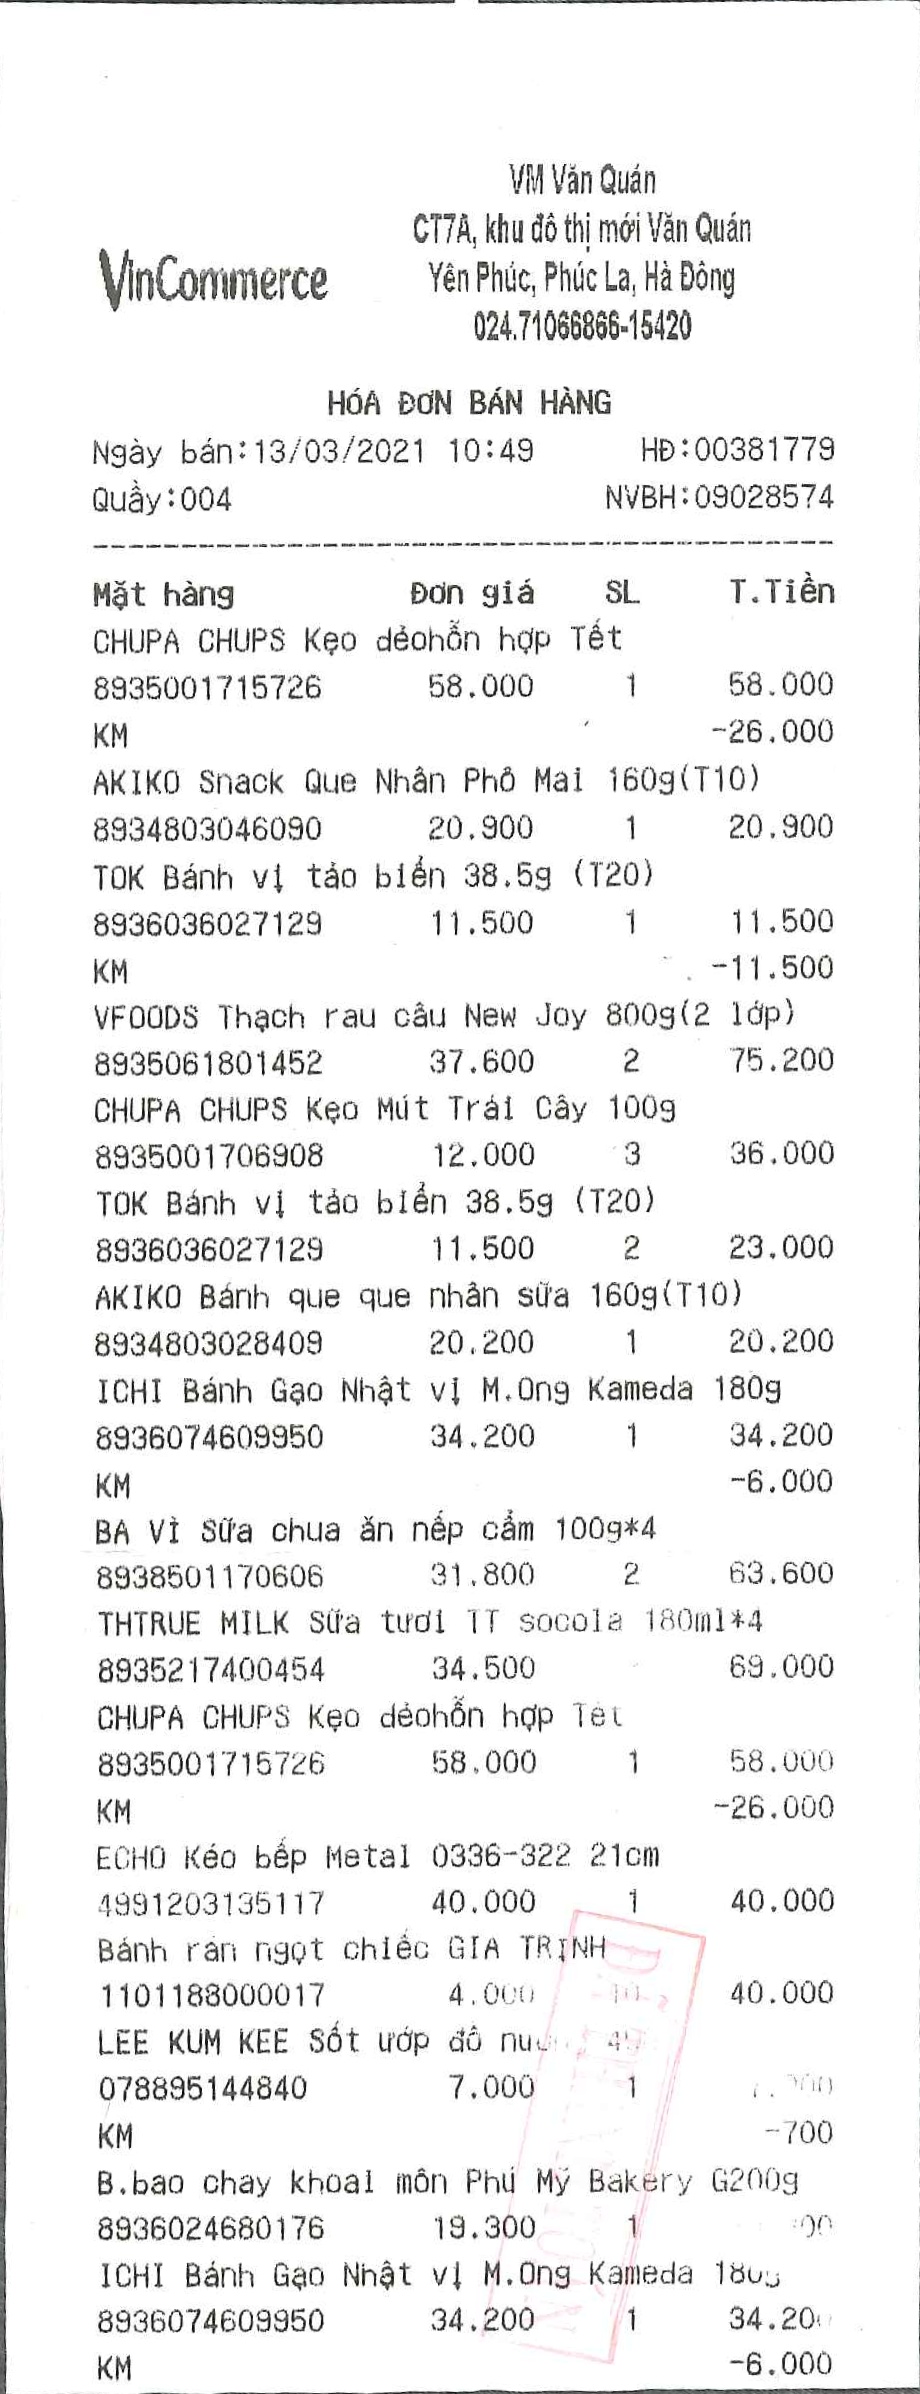 VinCommerce
VM Văn Quán
CT7A, khu đô thị mới Văn Quán
Yên Phúc, Phúc La, Hà Đông
024.71066866-15420
HÓA ĐƠN BÁN HÀNG
Ngày bán:13/03/2021 10:49 HĐ:00381779
Quầy:004 NVBH:09028574
Mặt hàng Đơn giá SL T.Tiền
CHUPA CHUPS Kẹo dẻohỗn hợp Tết
8935001715726 58.000 1 58.000
KM -26.000
AKIKO Snack Que Nhân Phô Mai 160g(T10)
8934803046090 20.900 1 20.900
TOK Bánh vị tảo biển 38.5g (T20)
8936036027129 11.500 1 11.500
KM -11.500
VFOODS Thạch rau câu New Joy 800g(2 lớp)
8935061801452 37.600 2 75.200
CHUPA CHUPS Kẹo Mút Trái Cây 100g
8935001706908 12.000 3 36.000
TOK Bánh vị tảo biển 38.5g (T20)
8936036027129 11.500 2 23.000
AKIKO Bánh que que nhân sữa 160g(T10)
8934803028409 20.200 1 20.200
ICHI Bánh Gạo Nhật vị M.Ong Kameda 180g
8936074609950 34.200 1 34.200
KM -6.000
BA VÌ Sữa chua ăn nếp cẩm 100g*4
8938501170606 31.800 2 63.600
THTRUE MILK Sữa tươi TT socola 180ml*4
8935217400454 34.500 69.000
CHUPA CHUPS Kẹo dẻohỗn hợp Tết
8935001715726 58.000 1 58.000
KM -26.000
ECHO Kéo bếp Metal 0336-322 21cm
4991203135117 40.000 1 40.000
Bánh rán ngọt chiếc GIA TRỊNH
1101188000017 4.000 10 40.000
LEE KUM KEE Sốt ướp đồ
078895144840 7.000 1
KM -700
B.bao chay khoai môn Phú Mỹ Bakery G200g
8936024680176 19.300 1
ICHI Bánh Gạo Nhật vị M.Ong Kameda 180g
8936074609950 34.200 1 34.200
KM -6.000